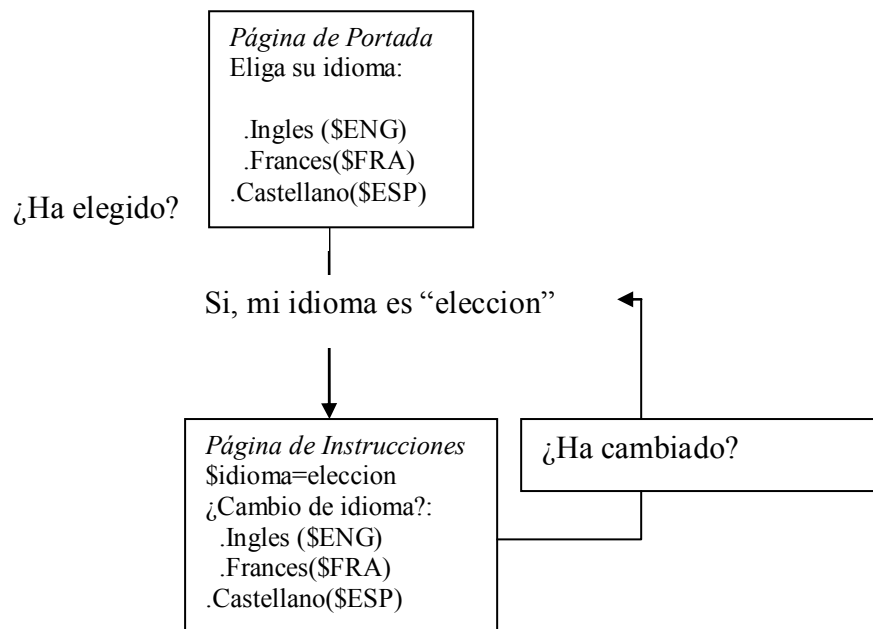 Página de Portada
Eliga su idioma:
.Ingles ($ENG)
.Frances($FRA)
.Castellano($ESP)
¿Ha elegido?
Si, mi idioma es “eleccion”
Página de Instrucciones
$idioma=eleccion
¿Cambio de idioma?:
.Ingles ($ENG)
.Frances($FRA)
.Castellano($ESP)
¿Ha cambiado?